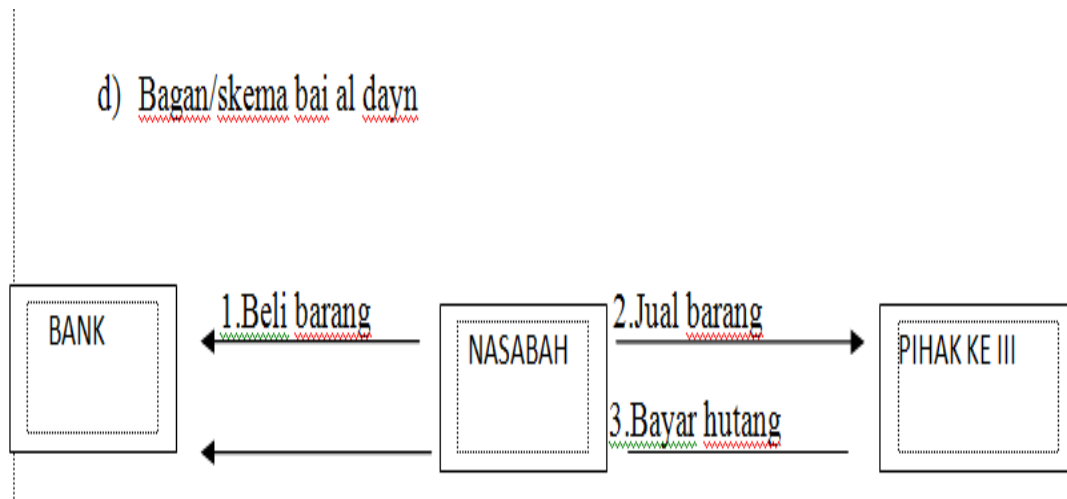 d) Bagan/skema bai al dayn
BANK
1.Beli barang
NASABAH
2.Jual barang
PIHAK KE III
3.Bayar hutang